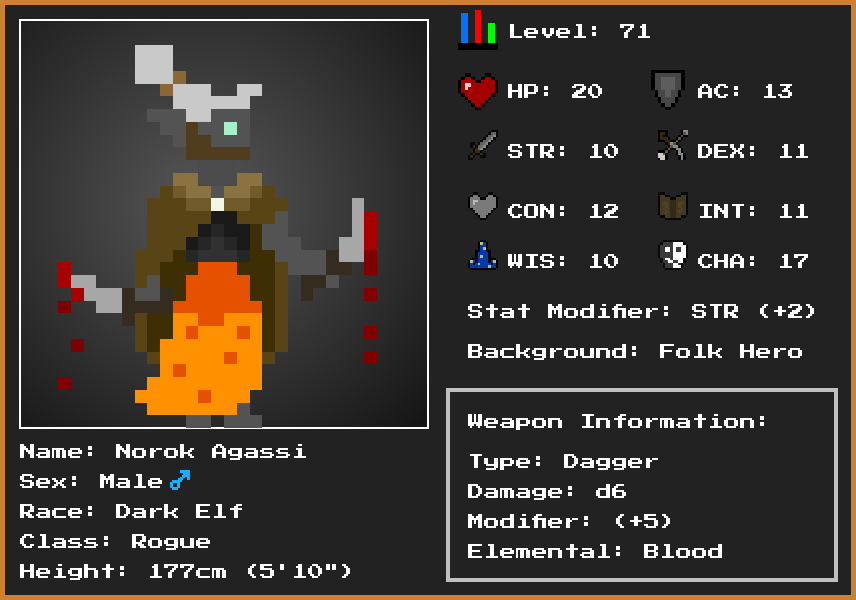 Level: 71
HP: 20
AC: 13
STR: 10
DEX: 11
CON: 12
INT: 11
WIS: 10
CHA: 17
Stat Modifier: STR (+2)
Background: Folk Hero
Weapon Information:
Type: Dagger
Damage: d6
Modifier: (+5)
Elemental: Blood
Name: Norok Agassi
Sex: Male♂
Race: Dark Elf
Class: Rogue
Height: 177cm (5'10")